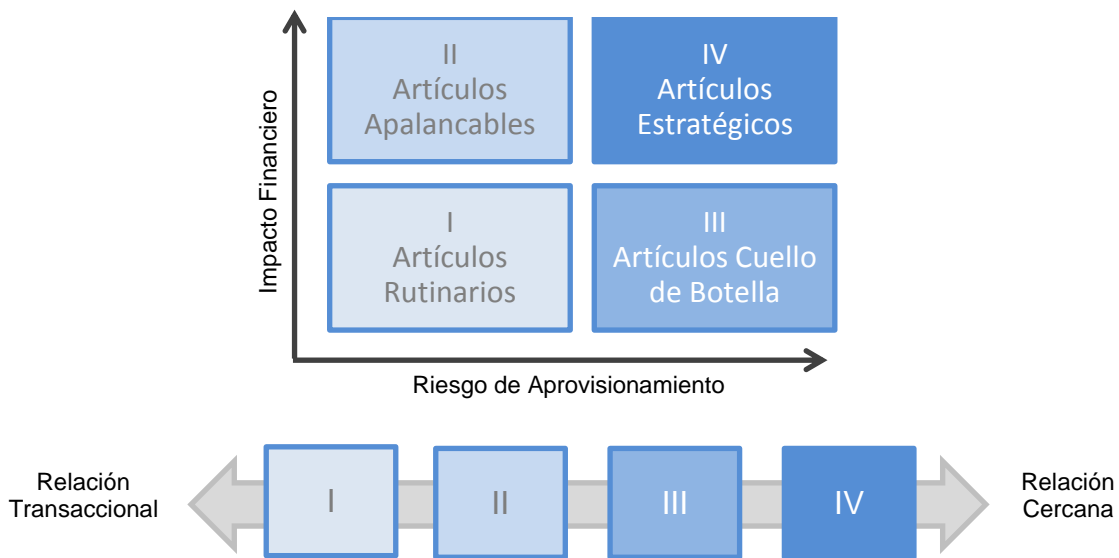 Impacto Financiero
II
Artículos
Apalancables
IV
Artículos
Estratégicos
I
Artículos
Rutinarios
III
Artículos Cuello
de Botella
Riesgo de Aprovisionamiento
Relación
Transaccional
I
II
III
IV
Relación
Cercana